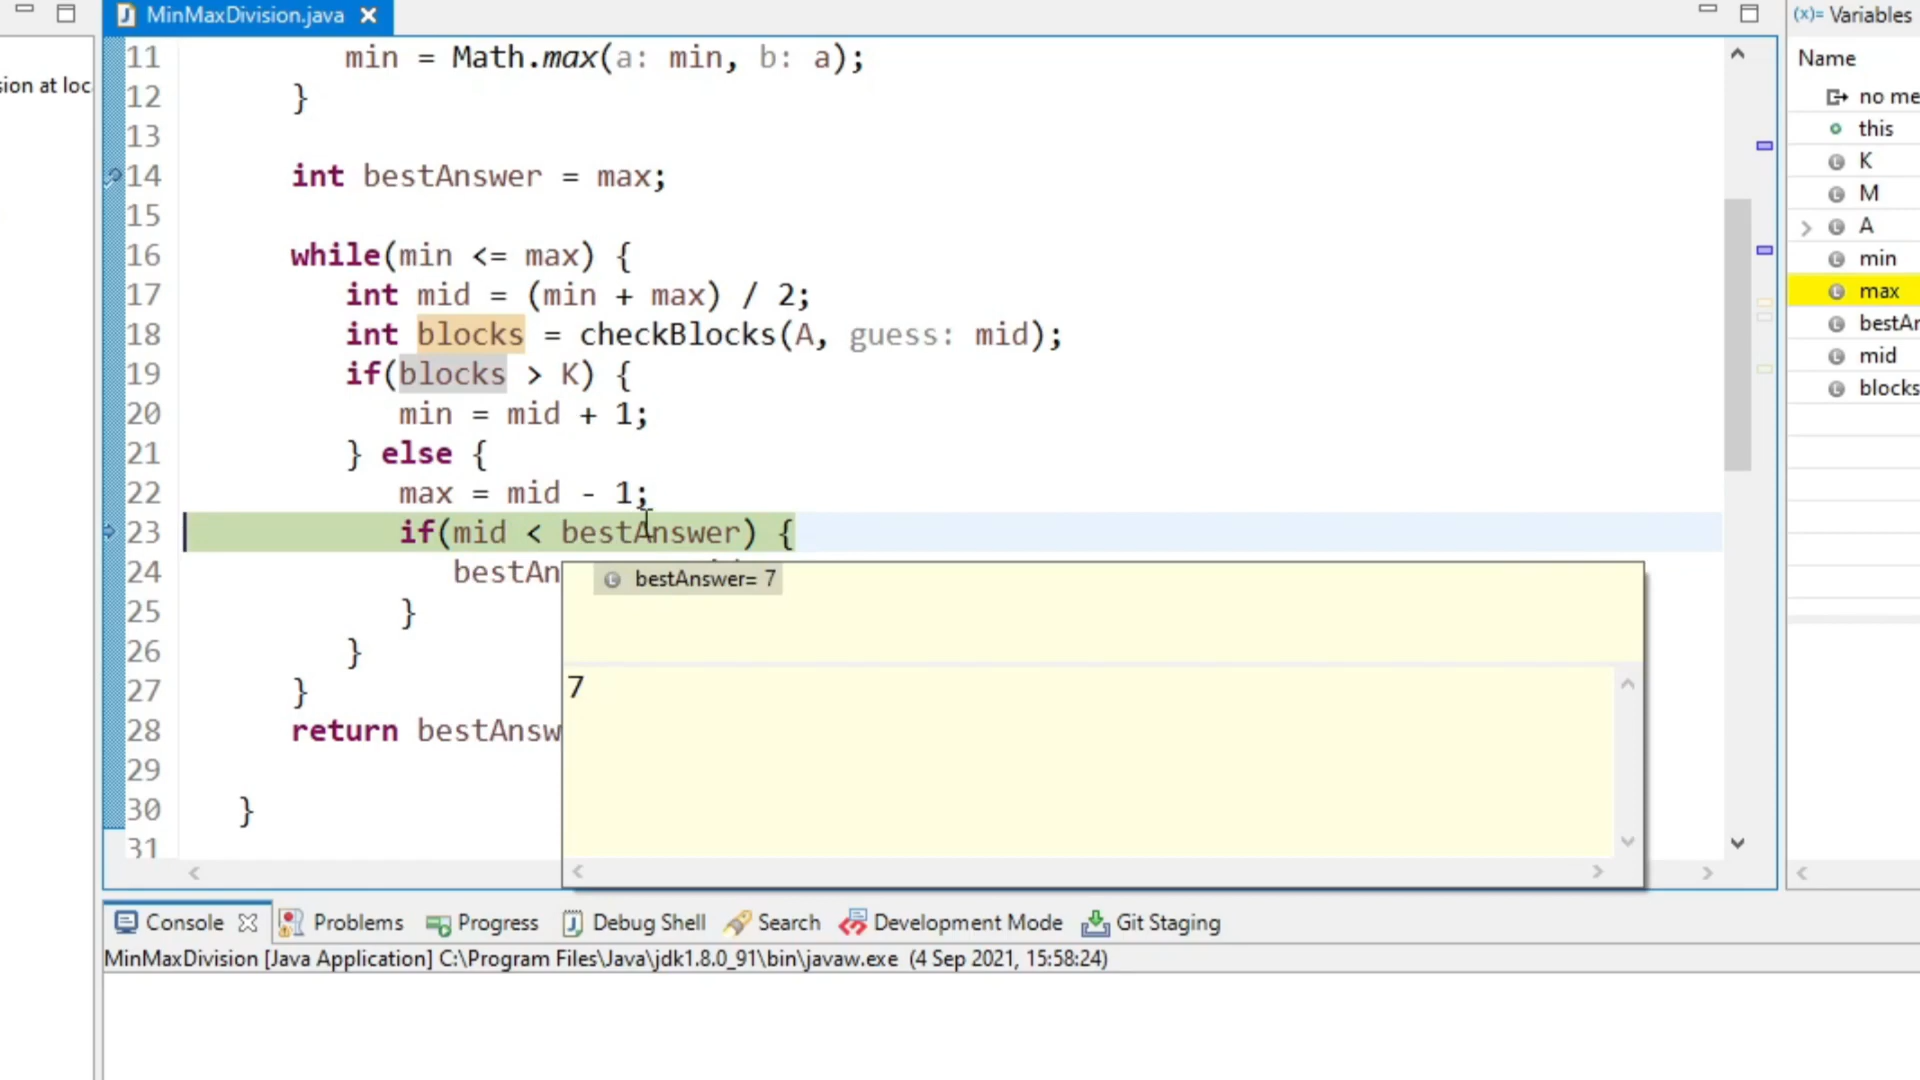 MinMaxDivision.java
(x)= Variables
sion at loc
11 min = Math.max(a: min, b: a);
12 }
13
14 int bestAnswer = max;
15
16 while(min <= max) {
17 int mid = (min + max) / 2;
18 int blocks = checkBlocks(A, guess: mid);
19 if(blocks > K) {
20 min = mid + 1;
21 } else {
22 max = mid - 1;
23 if(mid < bestAnswer) {
24 bestAn
25 }
26 }
27 }
28 return bestAnsw
29
30 }
31
bestAnswer= 7
7
Name
no me
this
K
M
A
min
max
bestAr
mid
blocks
Console Problems Progress Debug Shell Search Development Mode Git Staging
MinMaxDivision [Java Application] C:\Program Files\Java\jdk1.8.0_91\bin\javaw.exe (4 Sep 2021, 15:58:24)